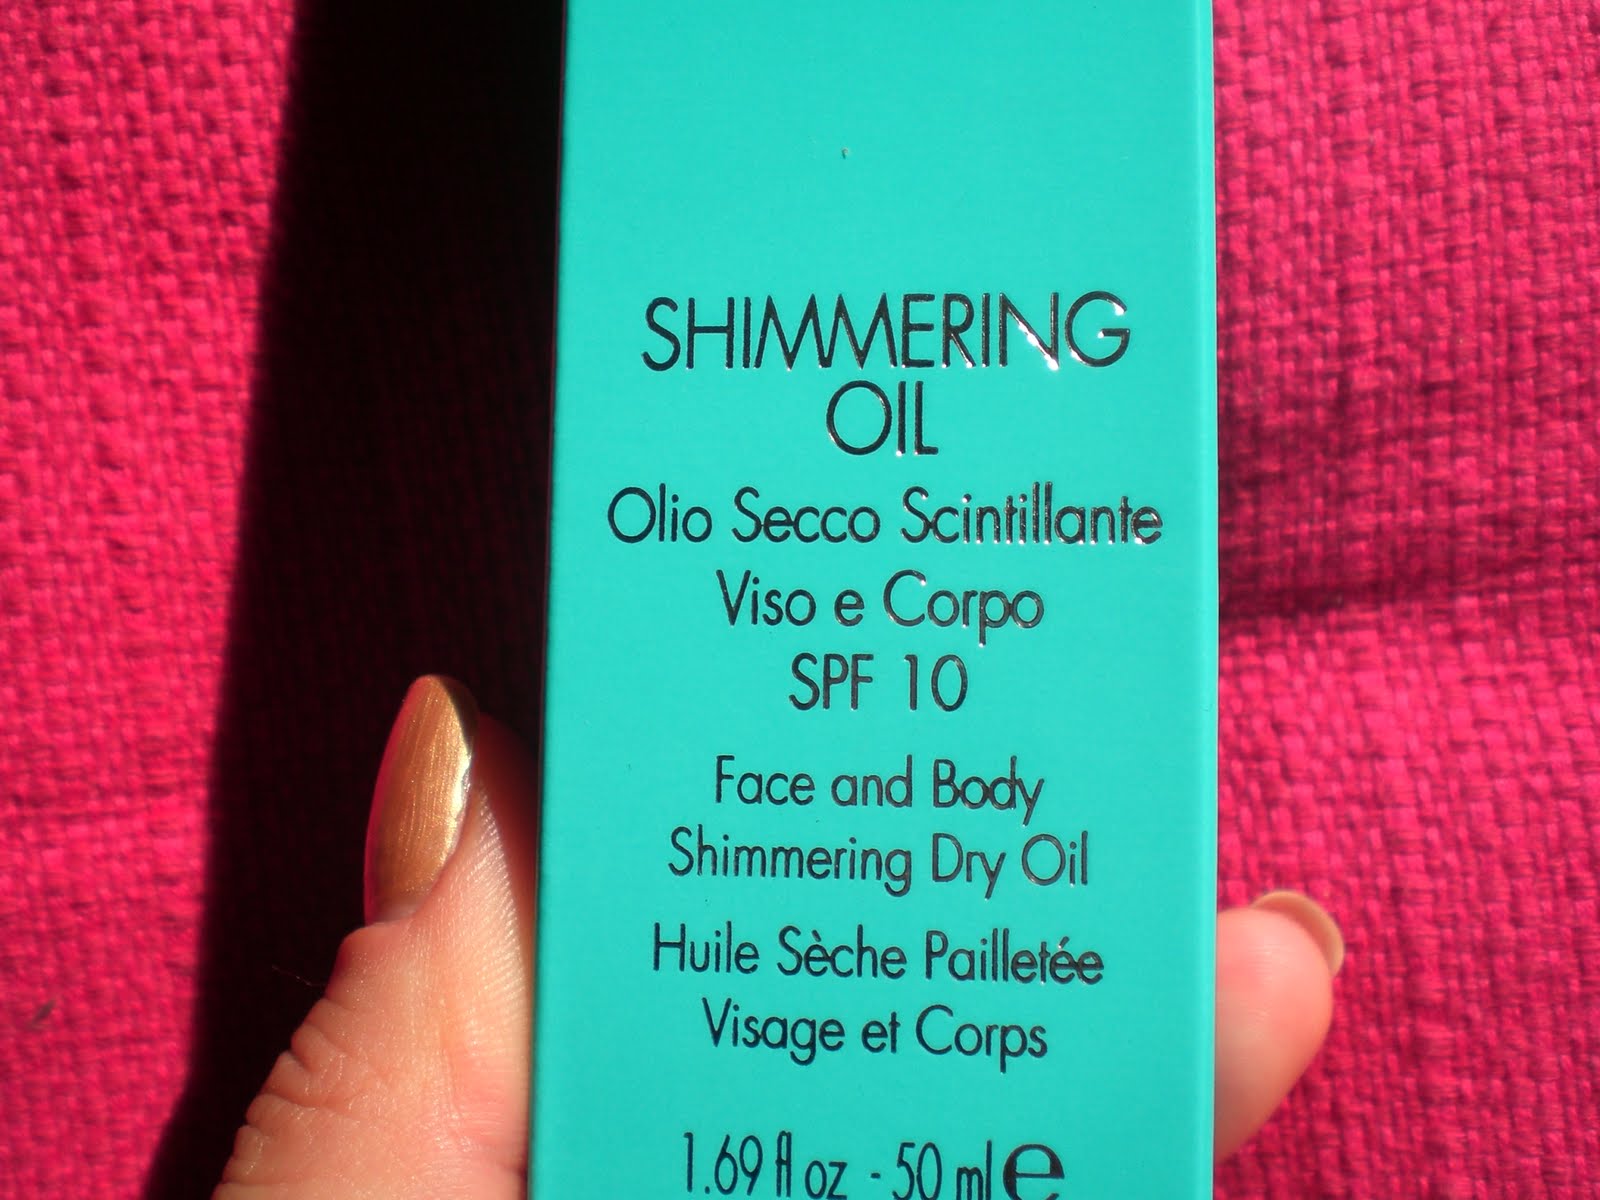 SHIMMERING
OIL
Olio Secco Scintillante
Viso e Corpo
SPF 10
Face and Body
Shimmering Dry Oil
Huile Sèche Pailletée
Visage et Corps
1.69 fl oz - 50 ml ℮